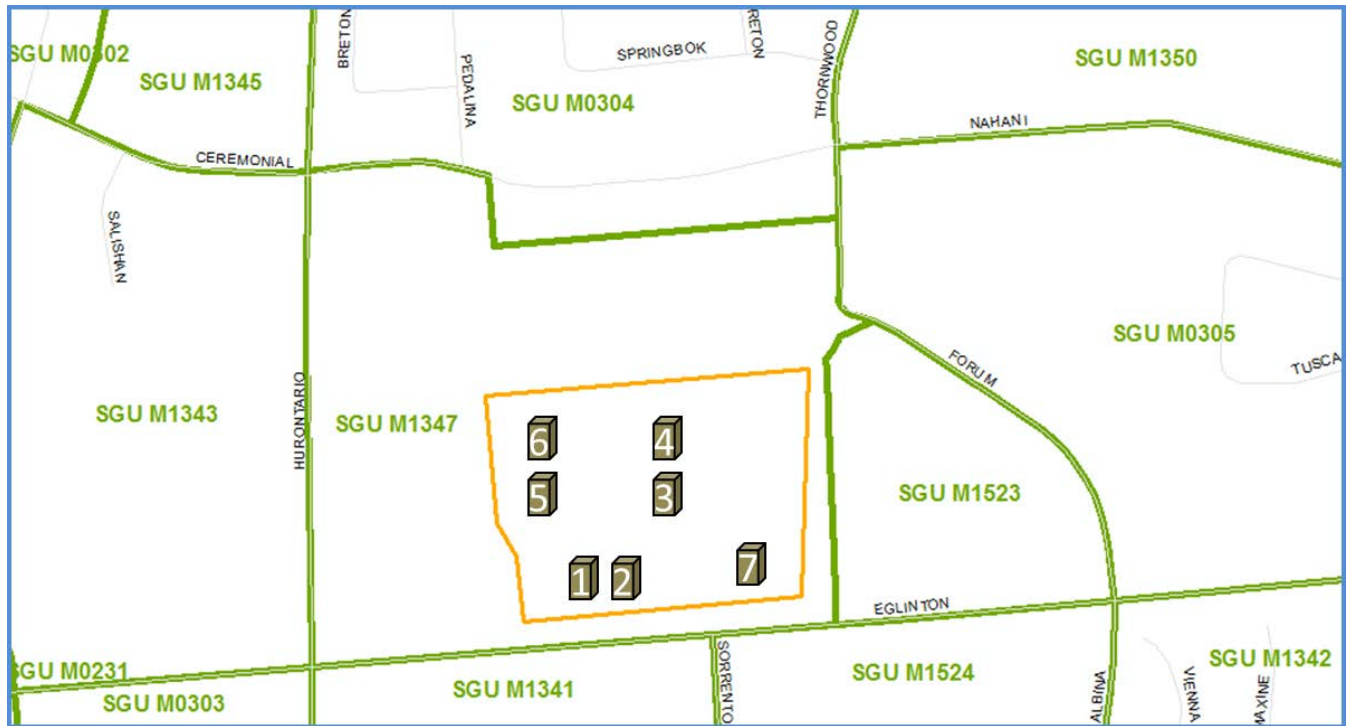 BRETON
RETON
SPRINGBOK
THORNWOOD
SGU M1350
SGU M0302
SGU M1345
PEDALINA
SGU M0304
NAHANI
CEREMONIAL
SALISHAN
SGU M0305
FORUM
TUSCA
HURONTARIO
SGU M1343
SGU M1347
6
4
5
3
SGU M1523
1
2
7
EGLINTON
SGU M0231
SGU M0303
SGU M1341
SORRENTO
SGU M1524
ALBINA
VIENNA
MAXINE
SGU M1342